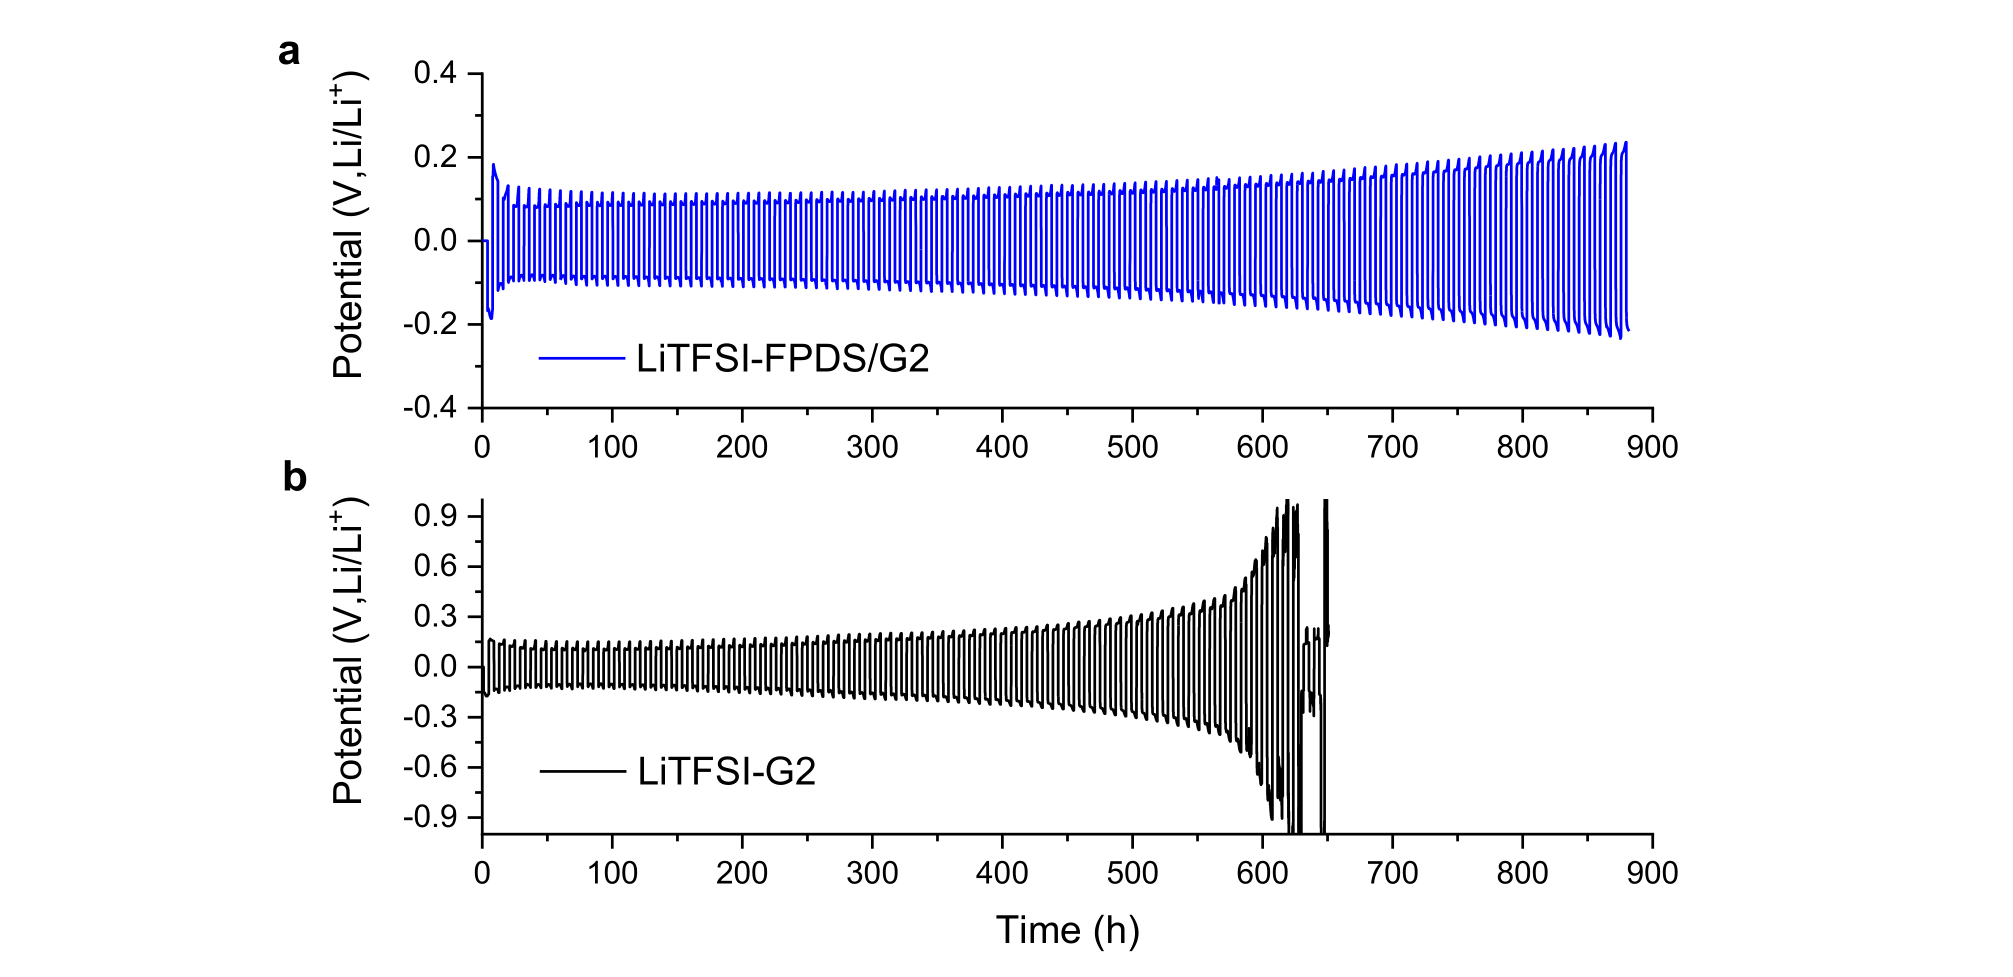 a
Potential (V,Li/Li+)
0.4
0.2
0.0
-0.2
-0.4
LiTFSI-FPDS/G2
0 100 200 300 400 500 600 700 800 900
b
Potential (V,Li/Li+)
0.9
0.6
0.3
0.0
-0.3
-0.6
-0.9
LiTFSI-G2
0 100 200 300 400 500 600 700 800 900
Time (h)